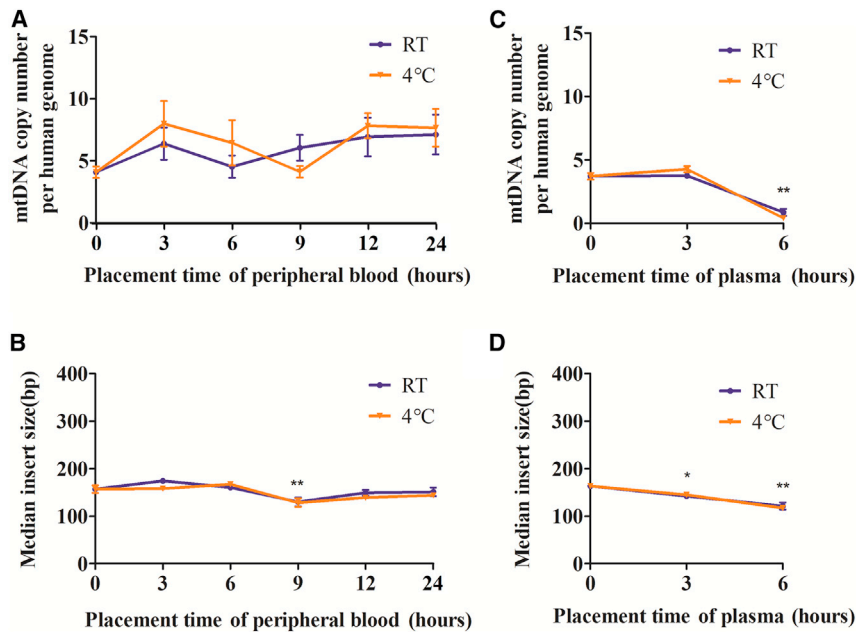 A
mtDNA copy number
per human genome
15
10
5
0
RT
4°C
0 3 6 9 12 24
Placement time of peripheral blood (hours)
C
mtDNA copy number
per human genome
15
10
5
0
RT
4°C
**
0 3 6
Placement time of plasma (hours)
B
Median insert size(bp)
400
300
200
100
0
RT
4°C
**
0 3 6 9 12 24
Placement time of peripheral blood (hours)
D
Median insert size(bp)
400
300
200
100
0
RT
4°C
* **
0 3 6
Placement time of plasma (hours)